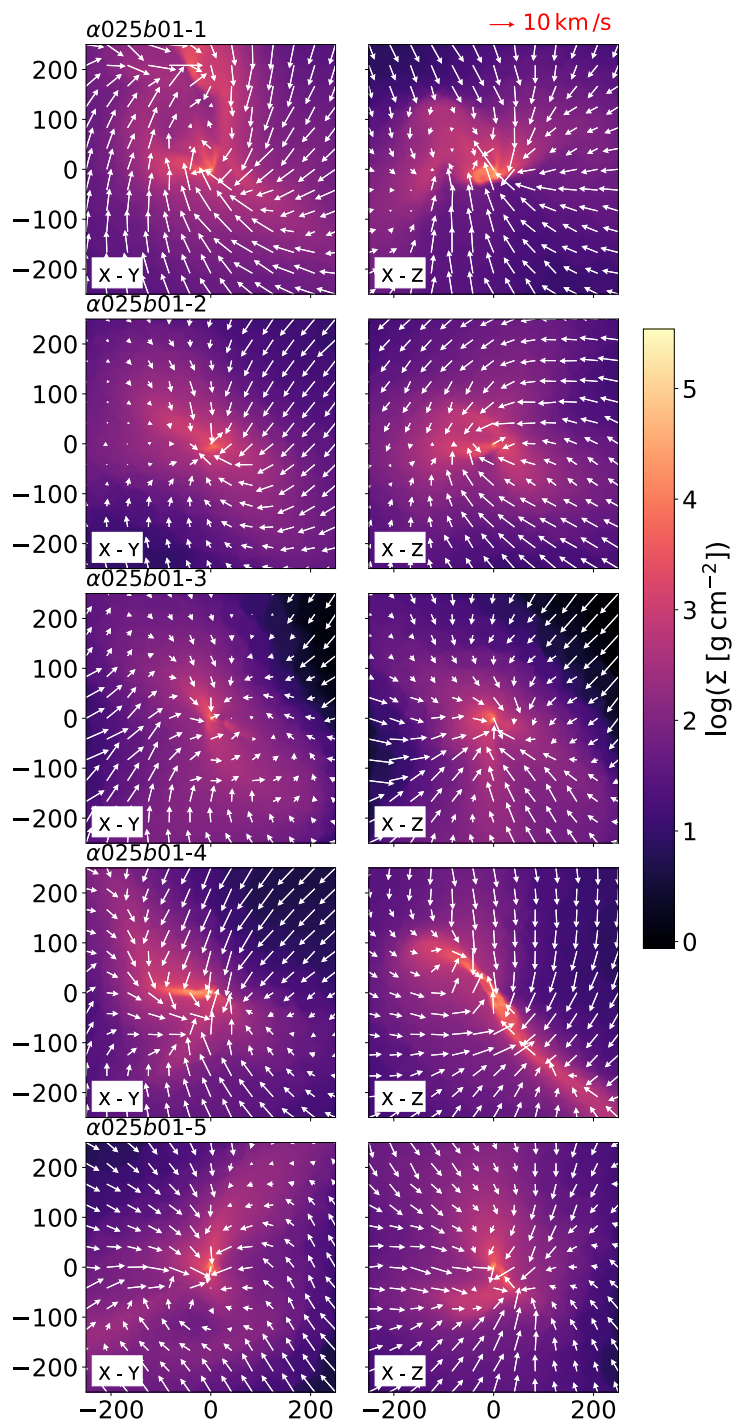 α025b01-1
→ 10 km/s
200
100
0
−100
−200
X - Y
X - Z
α025b01-2
200
100
0
−100
−200
X - Y
X - Z
α025b01-3
200
100
0
−100
−200
X - Y
X - Z
α025b01-4
200
100
0
−100
−200
X - Y
X - Z
α025b01-5
200
100
0
−100
−200
X - Y
X - Z
−200 0 200
−200 0 200
5
4
3
2
1
0
log(Σ [g cm⁻²])